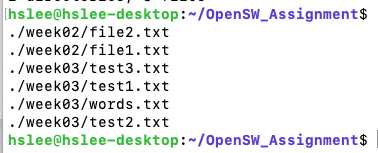 [hslee@hslee-desktop:~/OpenSW_Assignment$
./week02/file2.txt
./week02/file1.txt
./week03/test3.txt
./week03/test1.txt
./week03/words.txt
./week03/test2.txt
hslee@hslee-desktop:~/OpenSW_Assignment$